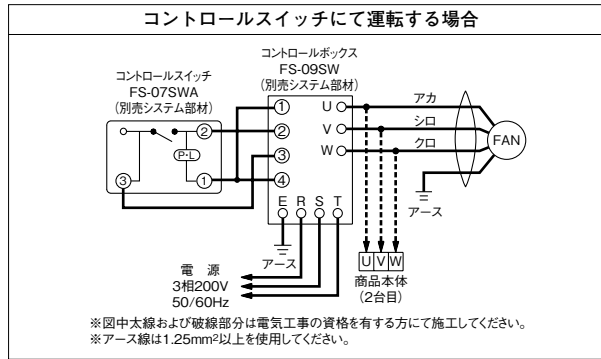 コントロールスイッチにて運転する場合
コントロールボックス
FS-09SW
(別売システム部材)
コントロールスイッチ
FS-07SWA
(別売システム部材)
P・L
②
③
①
①
②
③
④
U
V
W
E R S T
アカ
シロ
クロ
FAN
アース
アース
電 源
3相200V
50/60Hz
U V W
商品本体
(2台目)
※図中太線および破線部分は電気工事の資格を有する方にて施工してください。
※アース線は1.25mm²以上を使用してください。